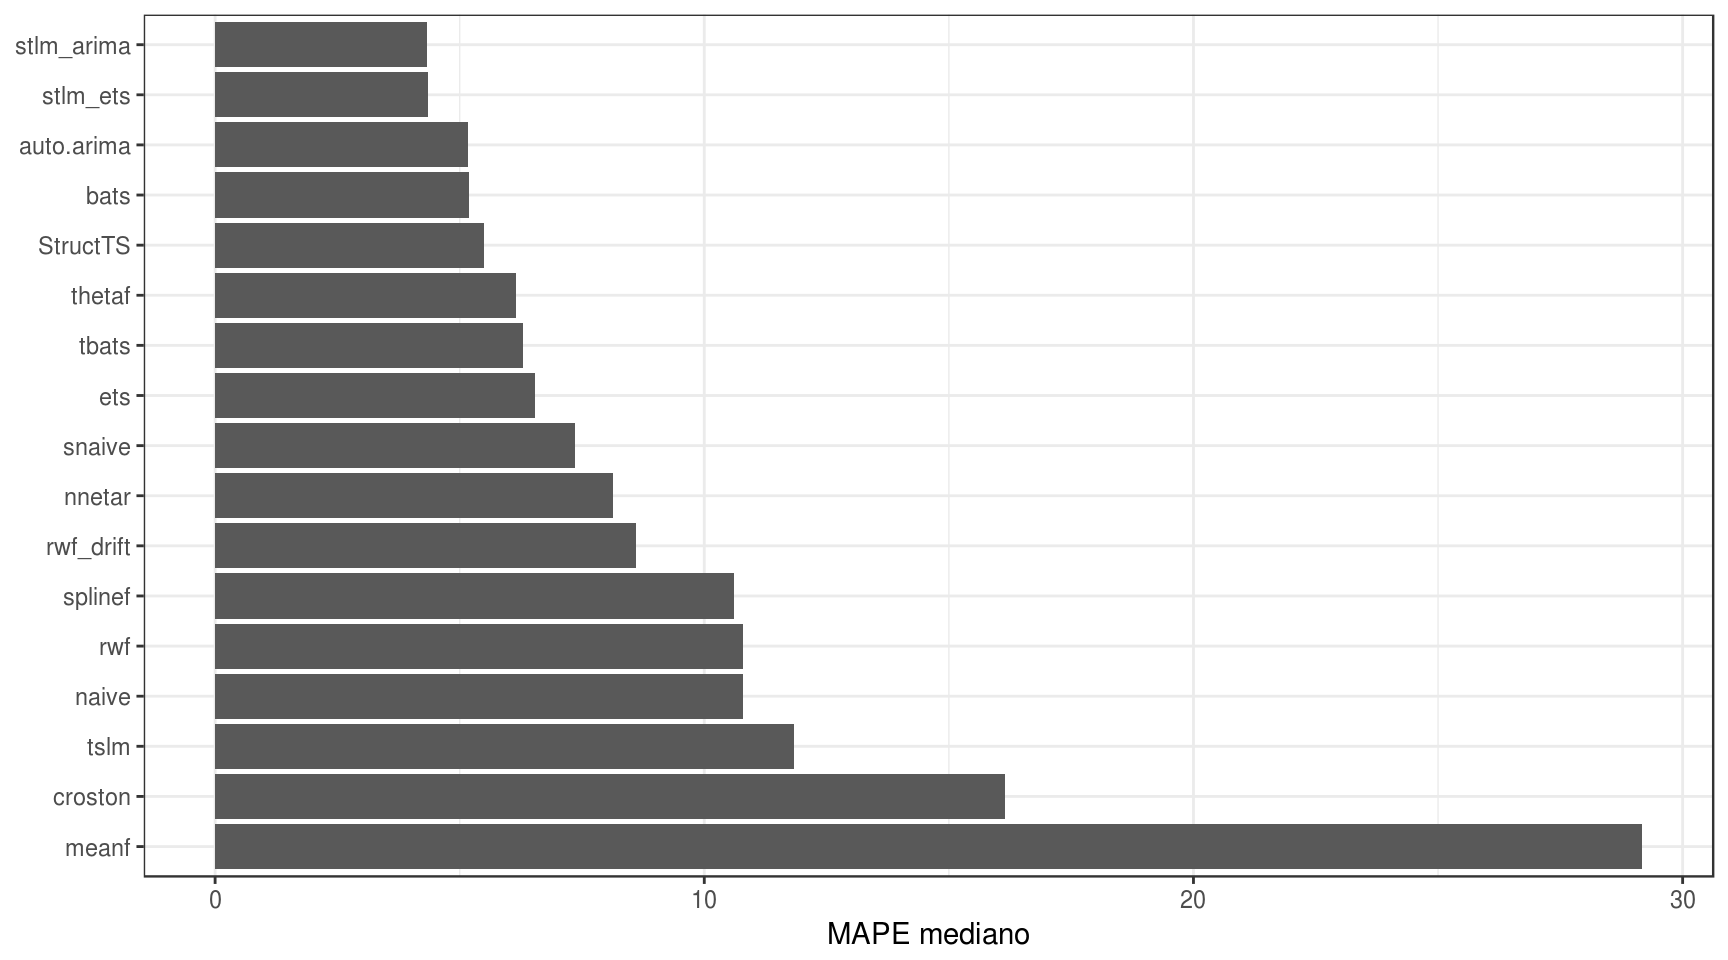 stlm_arima
stlm_ets
auto.arima
bats
StructTS
thetaf
tbats
ets
snaive
nnetar
rwf_drift
splinef
rwf
naive
tslm
croston
meanf
0 10 20 30
MAPE mediano